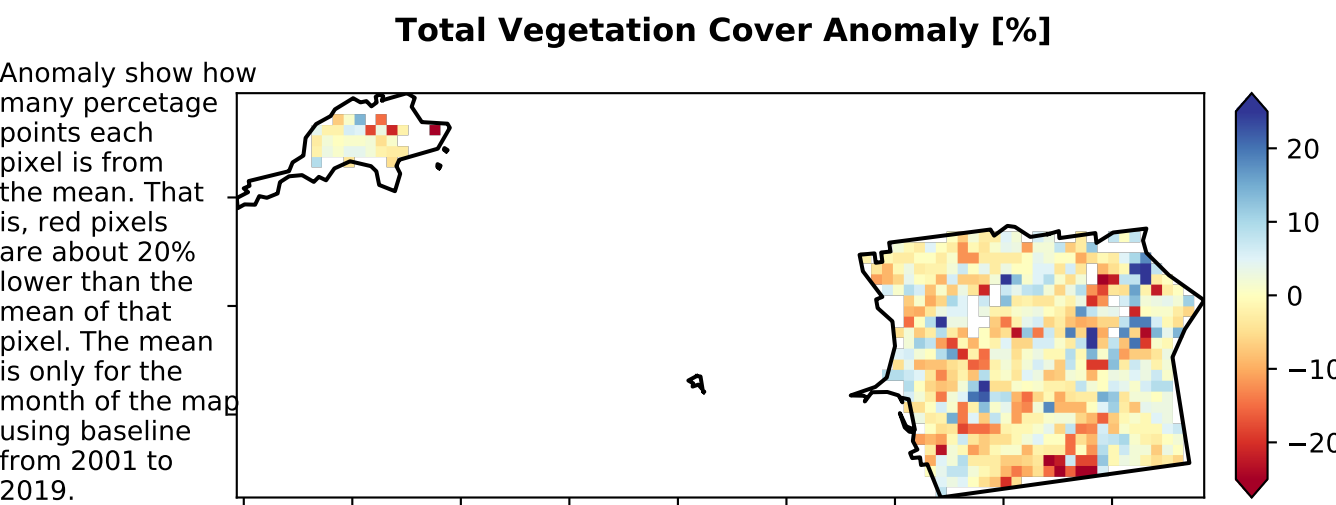 Total Vegetation Cover Anomaly [%]
Anomaly show how
many percetage
points each
pixel is from
the mean. That
is, red pixels
are about 20%
lower than the
mean of that
pixel. The mean
is only for the
month of the map
using baseline
from 2001 to
2019.
20
10
0
−10
−20